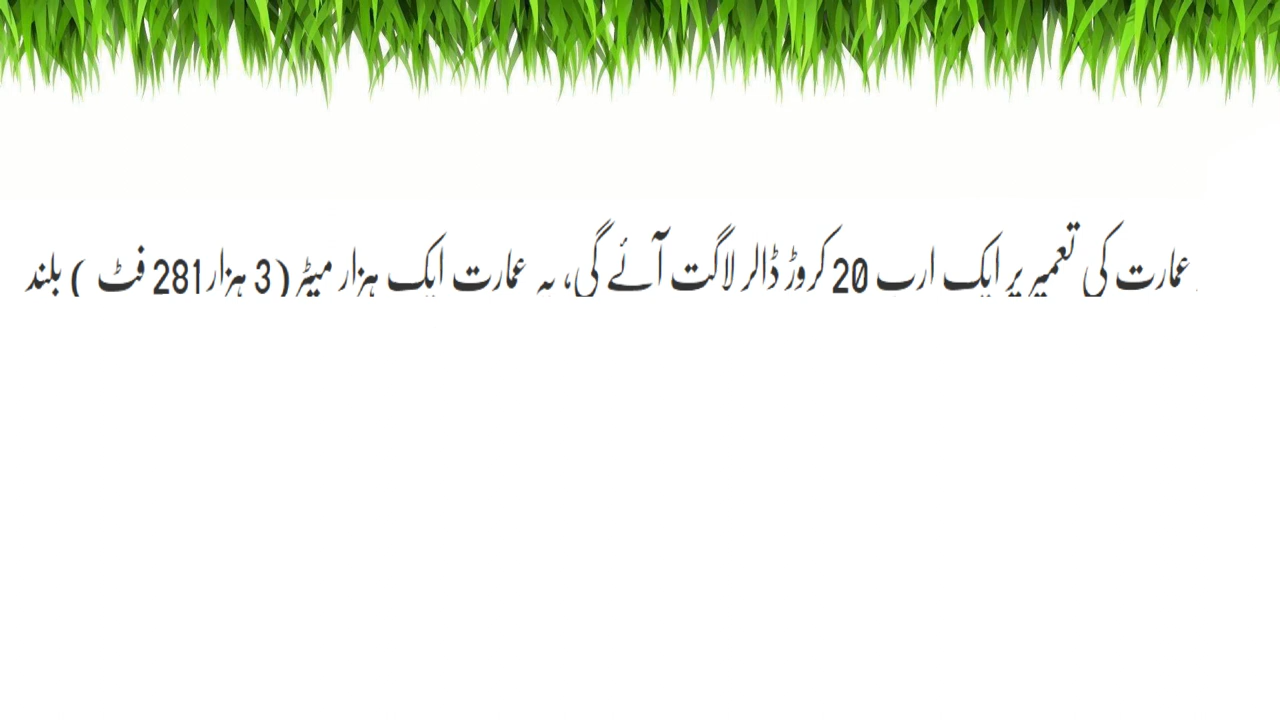 عمارت کی تعمیر پر ایک ارب 20 کروڑ ڈالر لاگت آئے گی، یہ عمارت ایک ہزار میٹر (3 ہزار 281 فٹ ) بلند